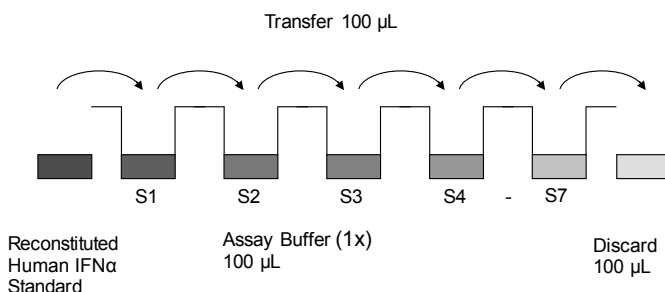 Transfer 100 µL
S1 S2 S3 S4 - S7
Reconstituted
Human IFNα
Standard
Assay Buffer (1x)
100 µL
Discard
100 µL